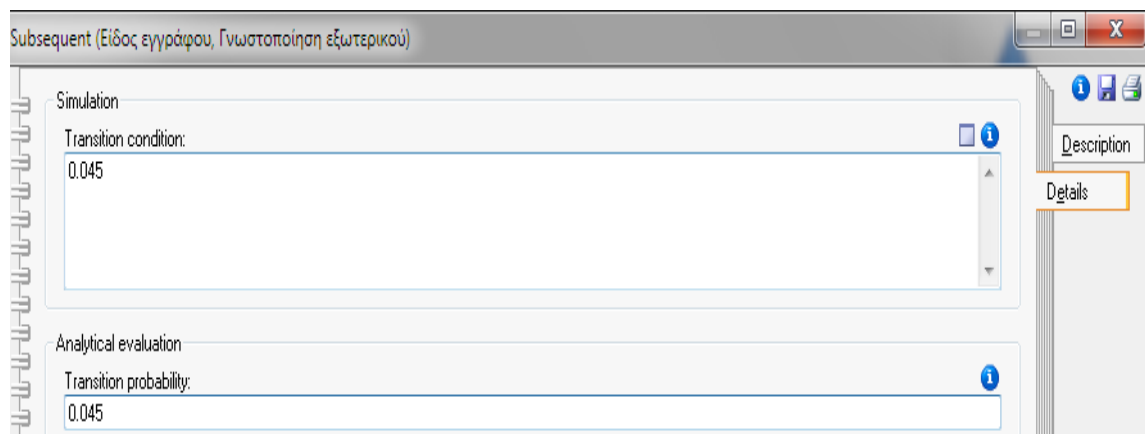 Subsequent (Είδος εγγράφου, Γνωστοποίηση εξωτερικού)
Simulation
Transition condition:
0.045
Description
Details
Analytical evaluation
Transition probability:
0.045